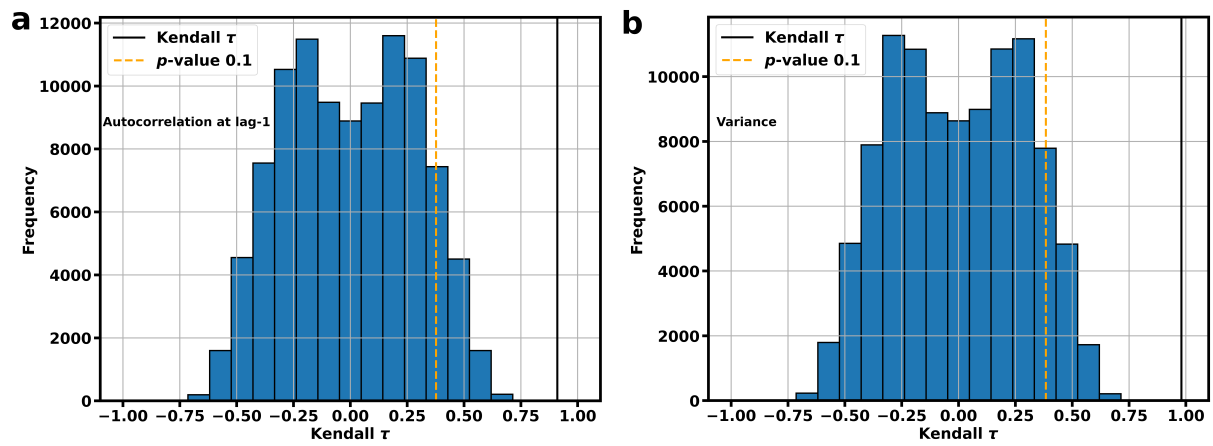 a
12000
10000
8000
6000
4000
2000
0
Frequency
Kendall τ
p-value 0.1
Autocorrelation at lag-1
−1.00 −0.75 −0.50 −0.25 0.00 0.25 0.50 0.75 1.00
Kendall τ
b
10000
8000
6000
4000
2000
0
Frequency
Kendall τ
p-value 0.1
Variance
−1.00 −0.75 −0.50 −0.25 0.00 0.25 0.50 0.75 1.00
Kendall τ